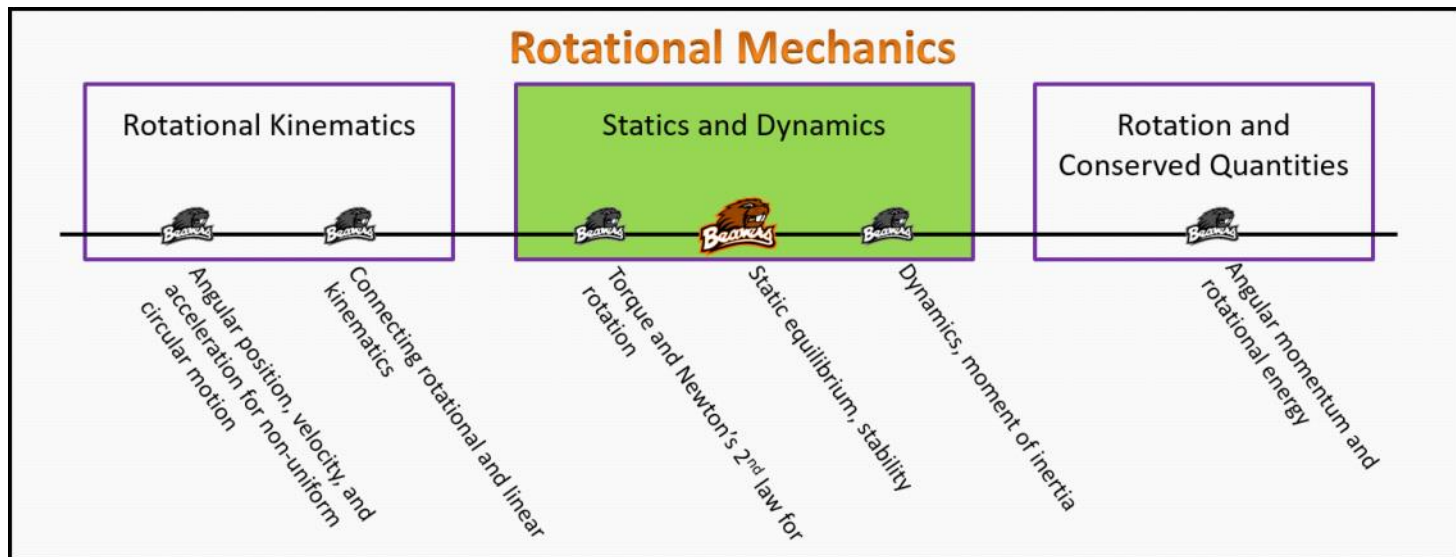 Rotational Mechanics
Rotational Kinematics
Statics and Dynamics
Rotation and
Conserved Quantities
Beavers
Beavers
Beavers
Beavers
Beavers
Beavers
Angular position, velocity, and
acceleration for non-uniform
circular motion
Connecting rotational and linear
kinematics
Torque and Newton's 2nd law for
rotation
Static equilibrium, stability
Dynamics, moment of inertia
Angular momentum and
rotational energy